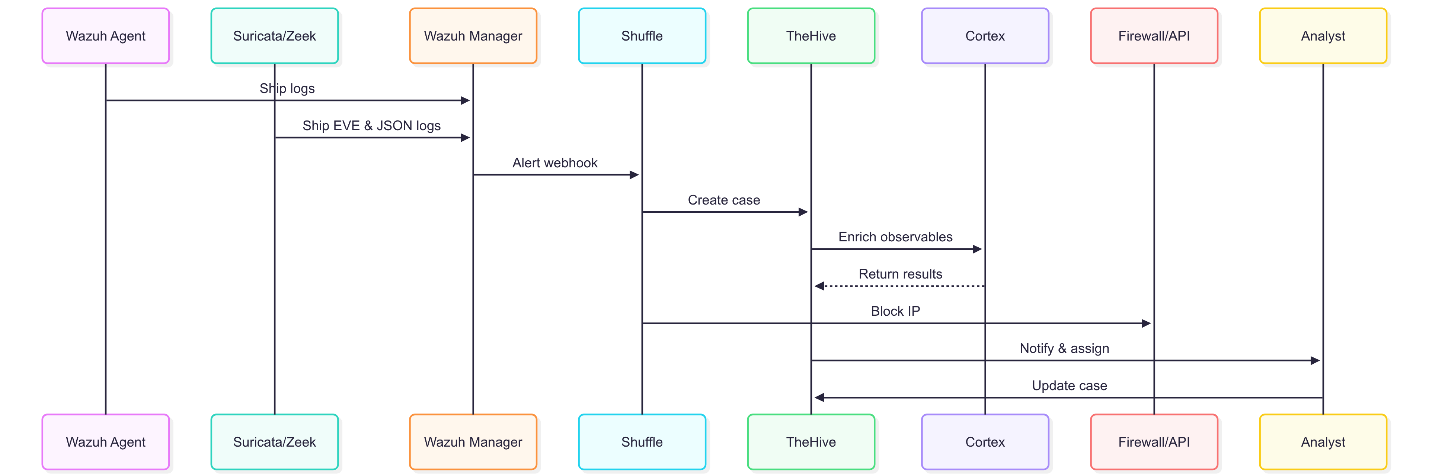 Wazuh Agent
Suricata/Zeek
Wazuh Manager
Shuffle
TheHive
Cortex
Firewall/API
Analyst
Ship logs
Ship EVE & JSON logs
Alert webhook
Create case
Enrich observables
Return results
Block IP
Notify & assign
Update case
Wazuh Agent
Suricata/Zeek
Wazuh Manager
Shuffle
TheHive
Cortex
Firewall/API
Analyst